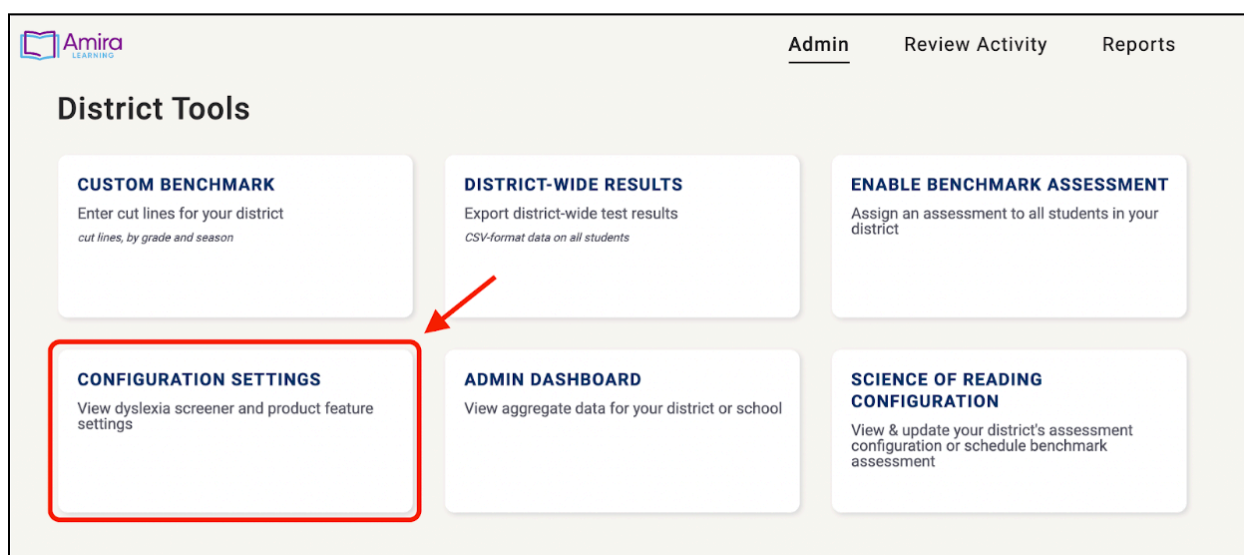 Amira
LEARNING
Admin Review Activity Reports
District Tools
CUSTOM BENCHMARK
Enter cut lines for your district
cut lines, by grade and season
DISTRICT-WIDE RESULTS
Export district-wide test results
CSV-format data on all students
ENABLE BENCHMARK ASSESSMENT
Assign an assessment to all students in your
district
CONFIGURATION SETTINGS
View dyslexia screener and product feature
settings
ADMIN DASHBOARD
View aggregate data for your district or school
SCIENCE OF READING
CONFIGURATION
View & update your district's assessment
configuration or schedule benchmark
assessment